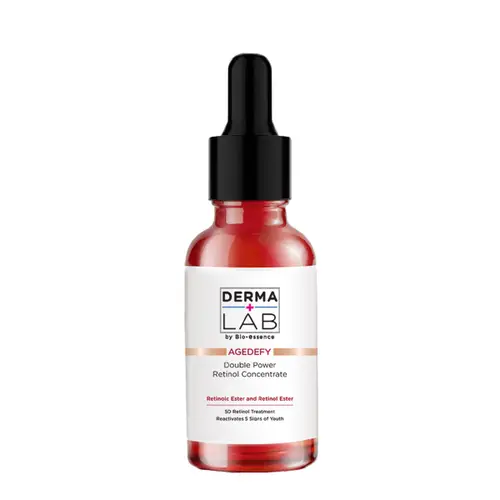 DERMA
+
LAB
by Bio-essence
AGEDEFY
Double Power
Retinol Concentrate
Retinoic Ester and Retinol Ester
5D Retinol Treatment
Reactivates 5 Signs of Youth